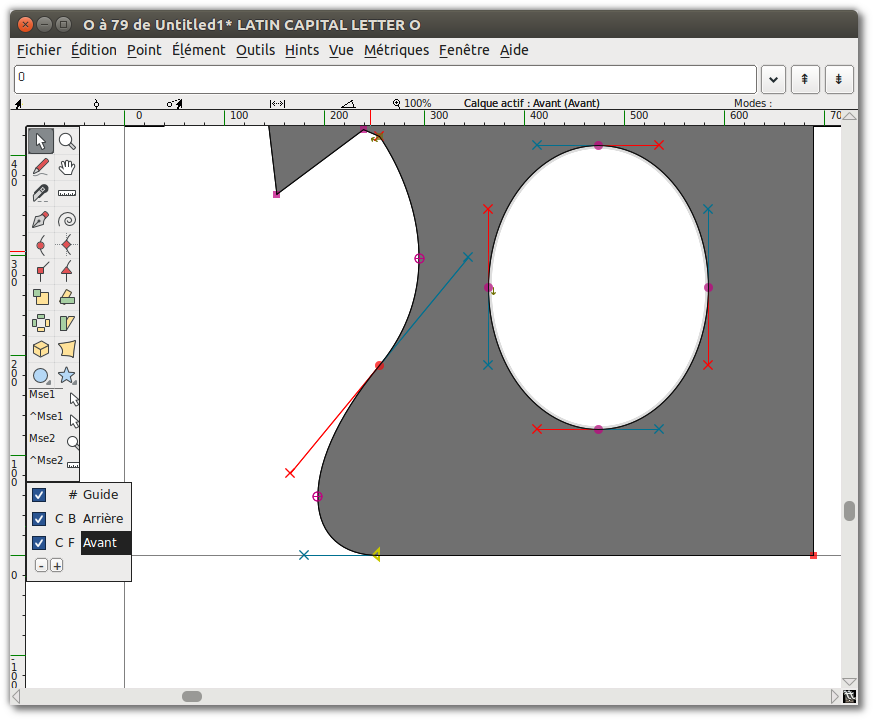 O à 79 de Untitled1* LATIN CAPITAL LETTER O
Fichier Édition Point Élément Outils Hints Vue Métriques Fenêtre Aide
O
100% Calque actif : Avant (Avant) Modes :
0 100 200 300 400 500 600 70
400
300
200
100
0
-100
Mse1
^Mse1
Mse2
^Mse2
# Guide
C B Arrière
C F Avant
- +